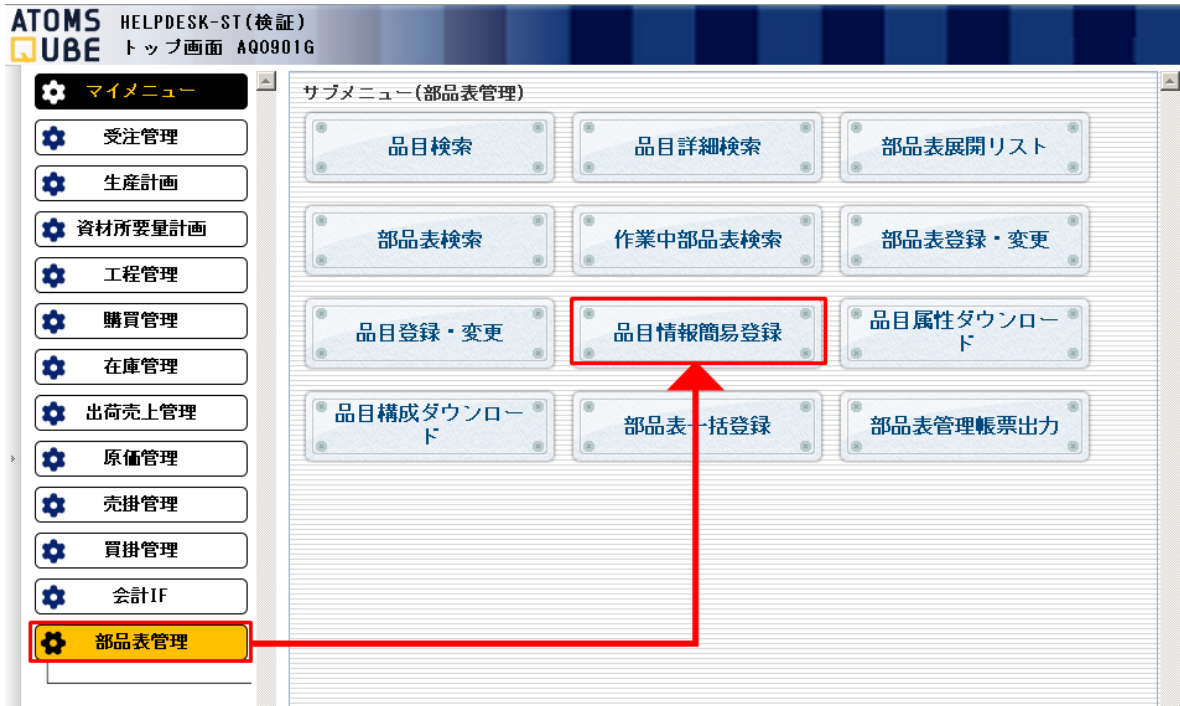 ATOMS
QUBE
HELPDESK-ST(検証)
トップ画面 AQ0901G
マイメニュー
受注管理
生産計画
資材所要量計画
工程管理
購買管理
在庫管理
出荷売上管理
原価管理
売掛管理
買掛管理
会計IF
部品表管理
サブメニュー(部品表管理)
品目検索
品目詳細検索
部品表展開リスト
部品表検索
作業中部品表検索
部品表登録・変更
品目登録・変更
品目情報簡易登録
品目属性ダウンロー
ド
品目構成ダウンロー
ド
部品表一括登録
部品表管理帳票出力